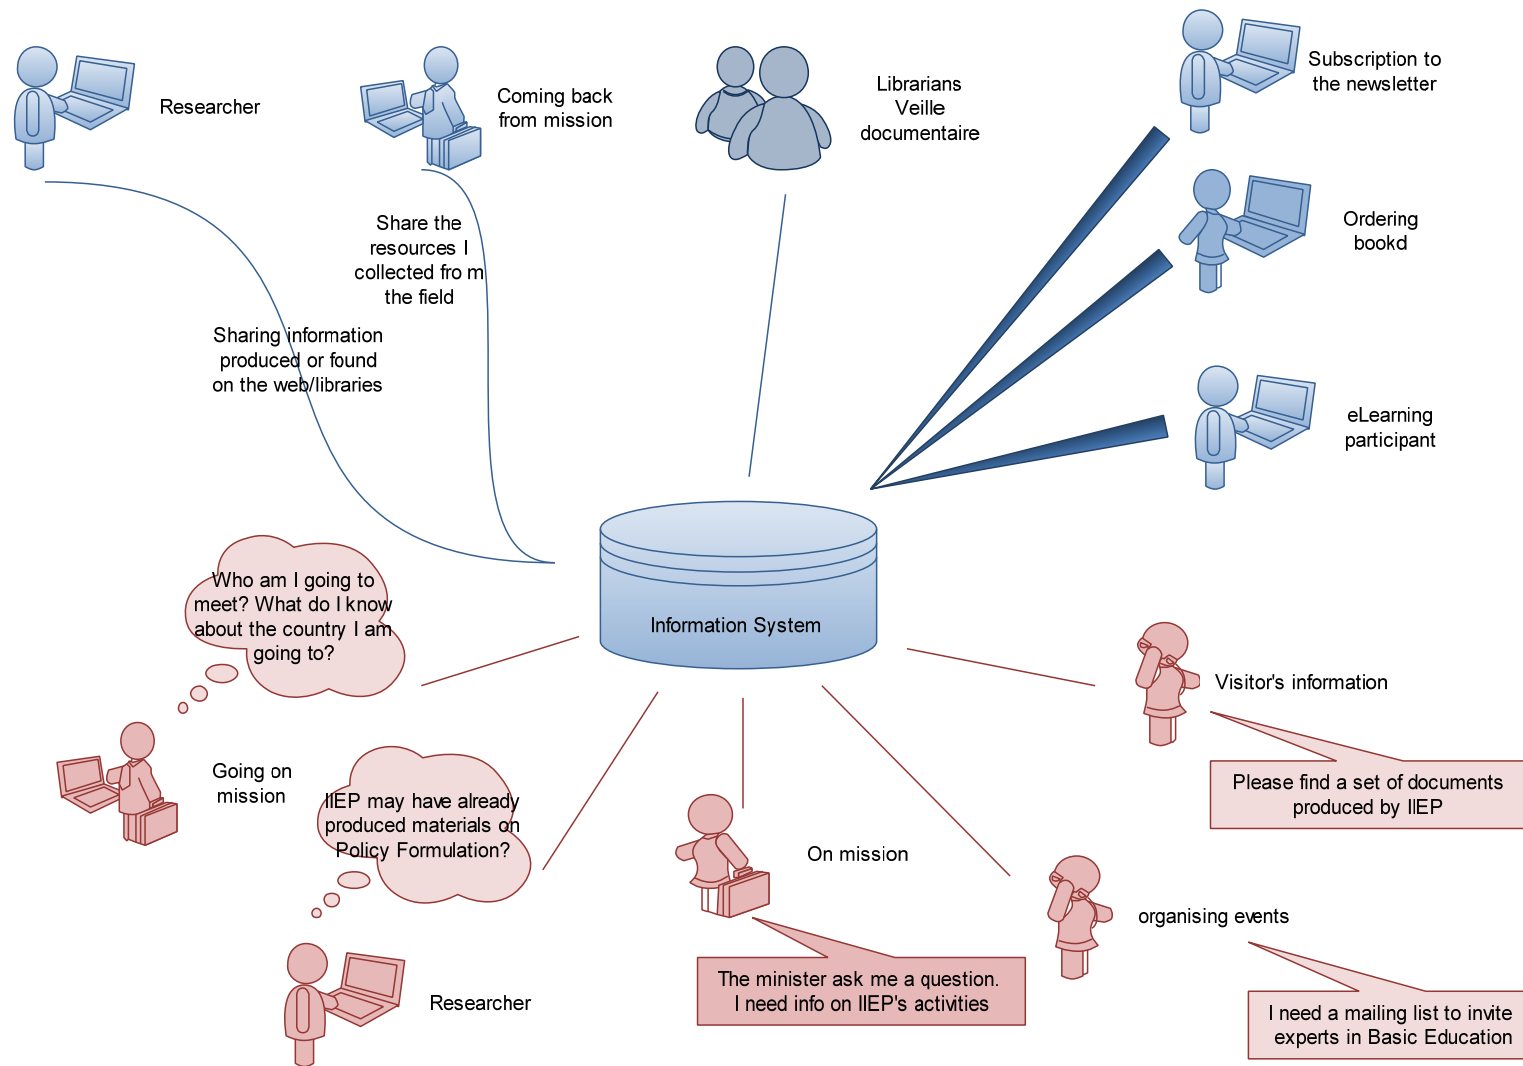 Researcher
Coming back
from mission
Librarians
Veille
documentaire
Subscription to
the newsletter
Share the
resources I
collected from
the field
Ordering
bookd
Sharing information
produced or found
on the web/libraries
eLearning
participant
Who am I going to
meet? What do I know
about the country I am
going to?
Information System
Visitor's information
Please find a set of documents
produced by IIEP
Going on
mission
IIEP may have already
produced materials on
Policy Formulation?
On mission
organising events
The minister ask me a question.
I need info on IIEP's activities
Researcher
I need a mailing list to invite
experts in Basic Education